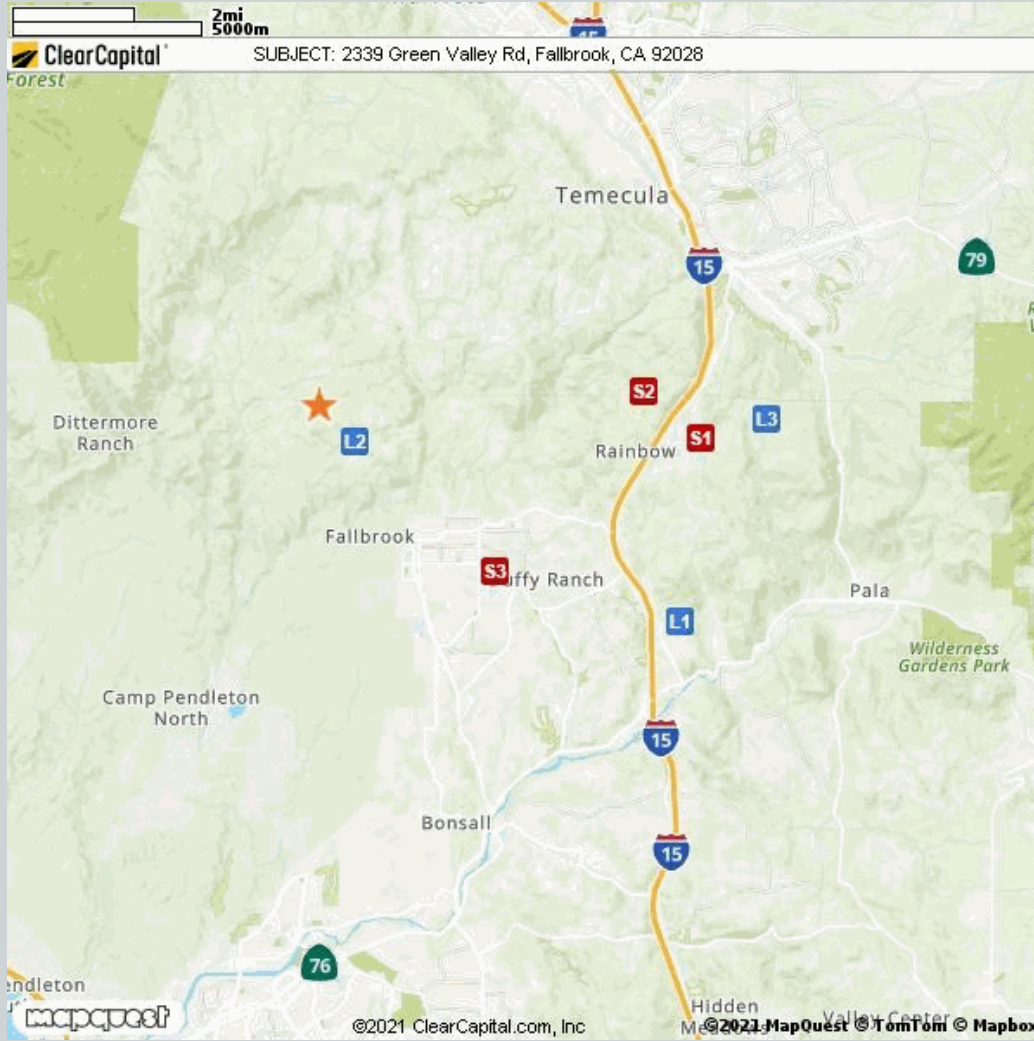 2mi
5000m
ClearCapital
SUBJECT: 2339 Green Valley Rd, Fallbrook, CA 92028
15
Forest
Temecula
15
79
S2
Dittermore
Ranch
L2
L3
S1
Rainbow
Fallbrook
S3
uffy Ranch
Pala
L1
Wilderness
Gardens Park
Camp Pendleton
North
15
Bonsall
15
76
endleton
Hidden
Valley Center
mapquest
©2021 ClearCapital.com, Inc
©2021 MapQuest © TomTom © Mapbox